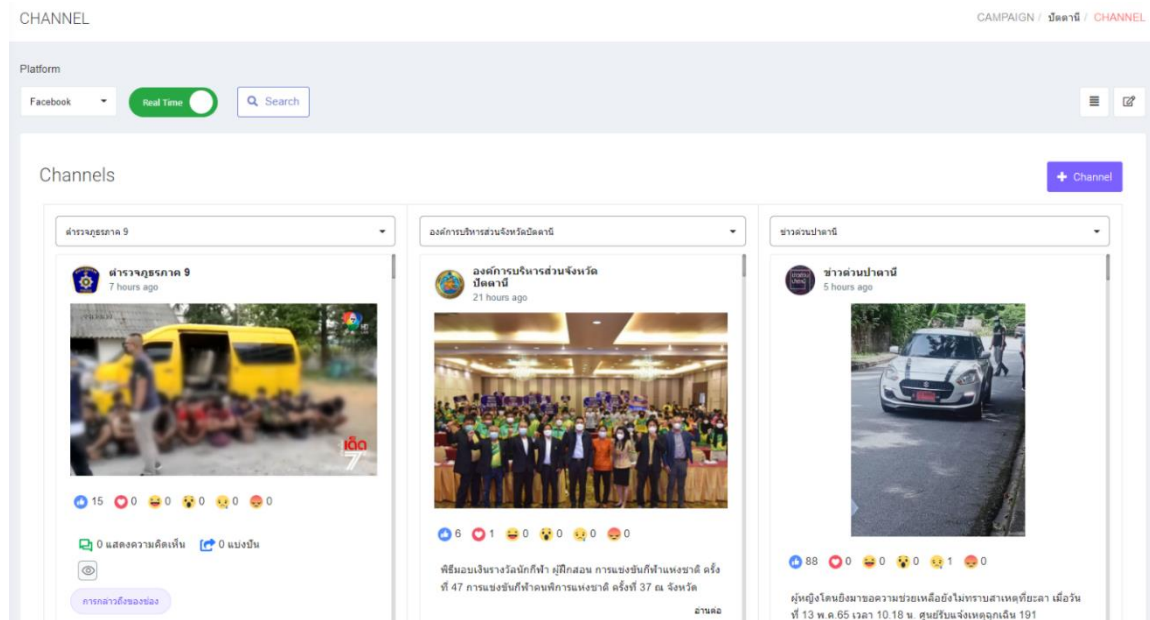 CHANNEL
CAMPAIGN / ปัตตานี / CHANNEL
Platform
Facebook
Real Time
Search
Channels
+ Channel
ตำรวจภูธรภาค 9
องค์การบริหารส่วนจังหวัดปัตตานี
ข่าวด่วนปาตานี
ตำรวจภูธรภาค 9
7 hours ago
องค์การบริหารส่วนจังหวัด
ปัตตานี
21 hours ago
ข่าวด่วนปาตานี
5 hours ago
เด็ด
7
15 0 0 0 0 0
0 แสดงความคิดเห็น 0 แบ่งปัน
การกล่าวถึงของช่อง
6 1 0 0 0 0
พิธีมอบเงินรางวัลนักกีฬา ผู้ฝึกสอน การแข่งขันกีฬาแห่งชาติ ครั้ง
ที่ 47 การแข่งขันกีฬาคนพิการแห่งชาติ ครั้งที่ 37 ณ จังหวัด
อ่านต่อ
88 0 0 0 1 0
ผู้หญิงโดนยิงมาขอความช่วยเหลือยังไม่ทราบสาเหตุที่ยะลา เมื่อวัน
ที่ 13 พ.ค.65 เวลา 10.18 น. ศูนย์รับแจ้งเหตุฉุกเฉิน 191